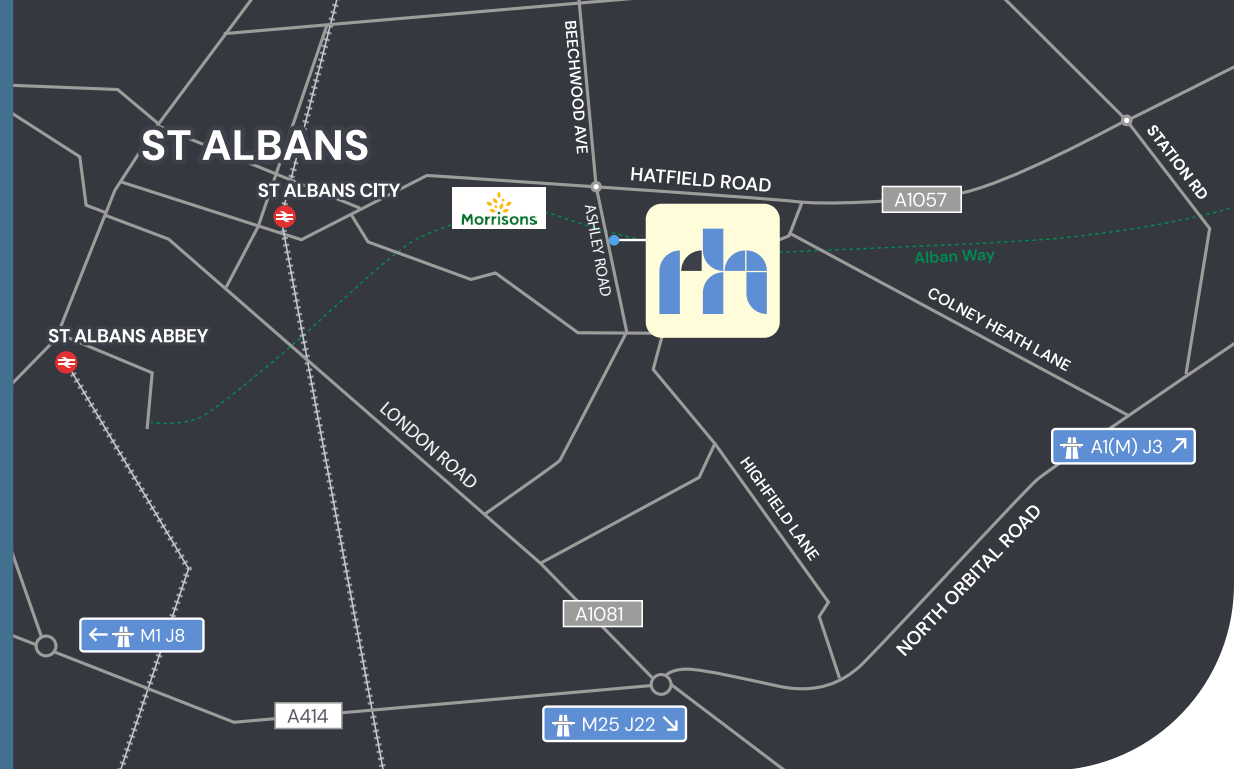 BEECHWOOD AVE
ST ALBANS
STATION RD
HATFIELD ROAD
ST ALBANS CITY
A1057
Morrisons
ASHLEY ROAD
rh
Alban Way
COLNEY HEATH LANE
ST ALBANS ABBEY
LONDON ROAD
A1(M) J3
HIGHFIELD LANE
NORTH ORBITAL ROAD
A1081
M1 J8
A414
M25 J22